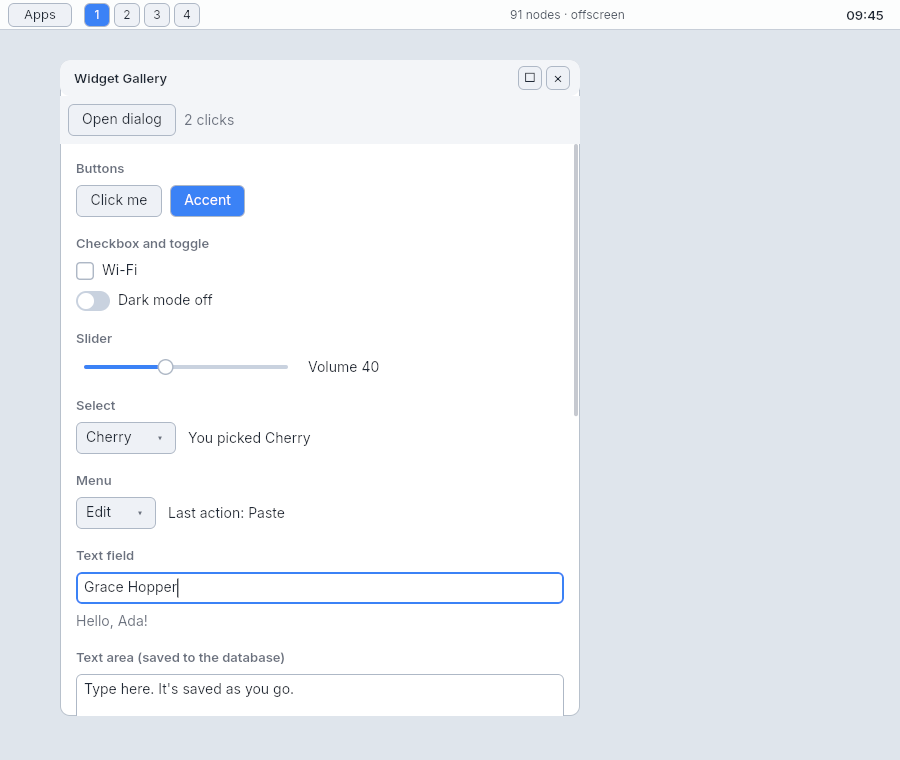 Apps 1 2 3 4 91 nodes · offscreen 09:45
Widget Gallery
Open dialog 2 clicks
Buttons
Click me Accent
Checkbox and toggle
Wi-Fi
Dark mode off
Slider
Volume 40
Select
Cherry You picked Cherry
Menu
Edit Last action: Paste
Text field
Grace Hopper
Hello, Ada!
Text area (saved to the database)
Type here. It's saved as you go.